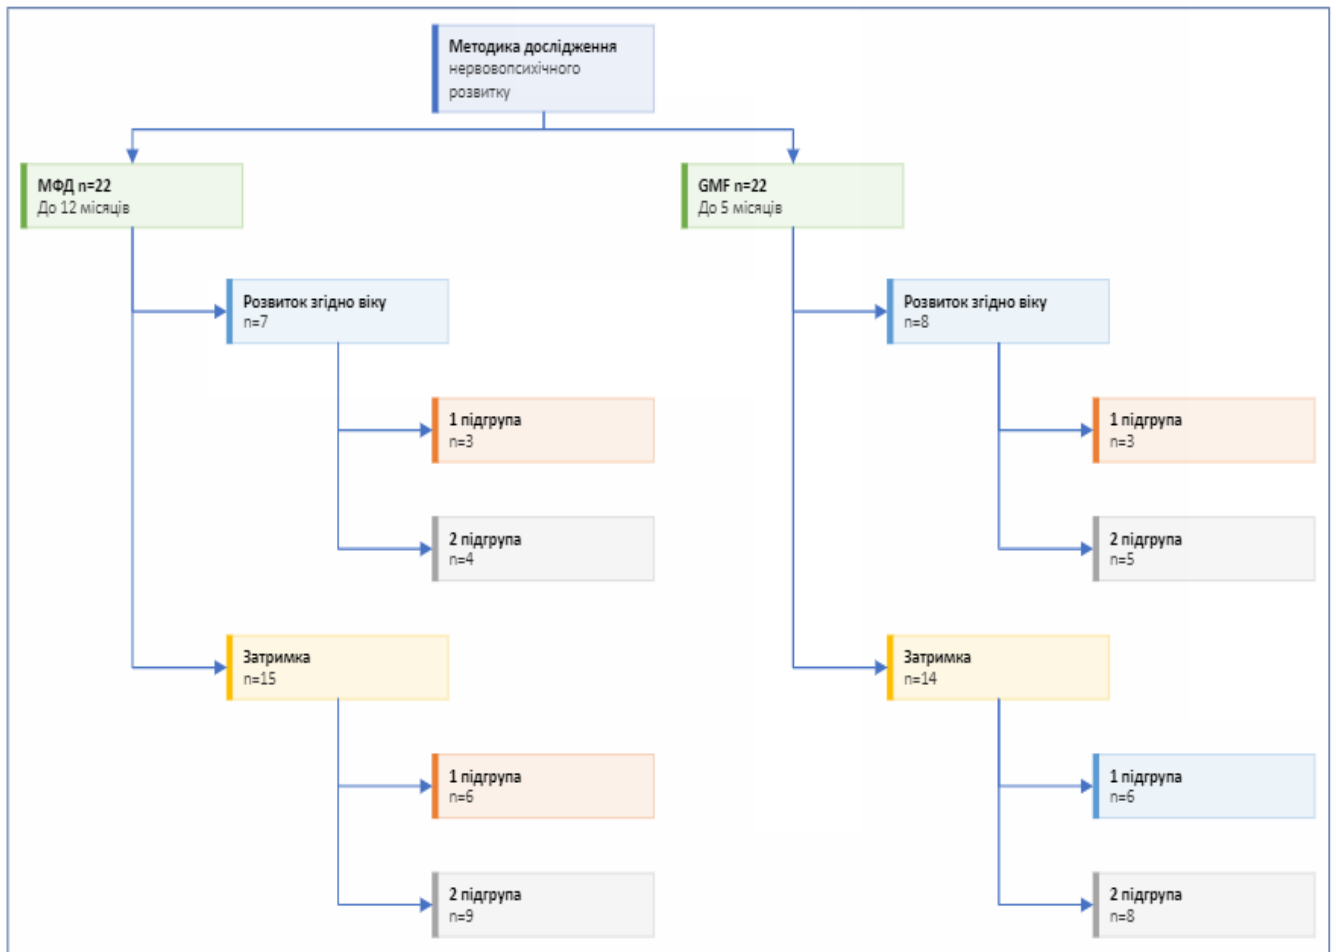 Методика дослідження
нервовопсихічного
розвитку
МФД n=22
До 12 місяців
GMF n=22
До 5 місяців
Розвиток згідно віку
n=7
Розвиток згідно віку
n=8
1 підгрупа
n=3
1 підгрупа
n=3
2 підгрупа
n=4
2 підгрупа
n=5
Затримка
n=15
Затримка
n=14
1 підгрупа
n=6
1 підгрупа
n=6
2 підгрупа
n=9
2 підгрупа
n=8